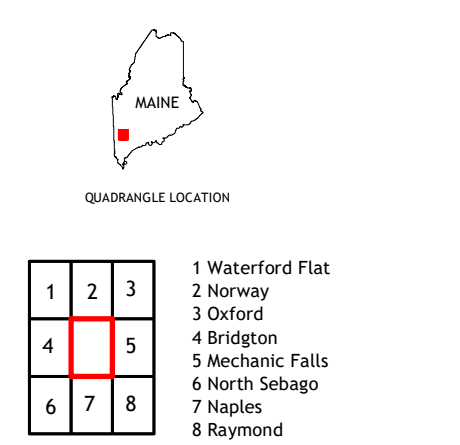 MAINE
QUADRANGLE LOCATION
1 2 3
4 5
6 7 8
1 Waterford Flat
2 Norway
3 Oxford
4 Bridgton
5 Mechanic Falls
6 North Sebago
7 Naples
8 Raymond